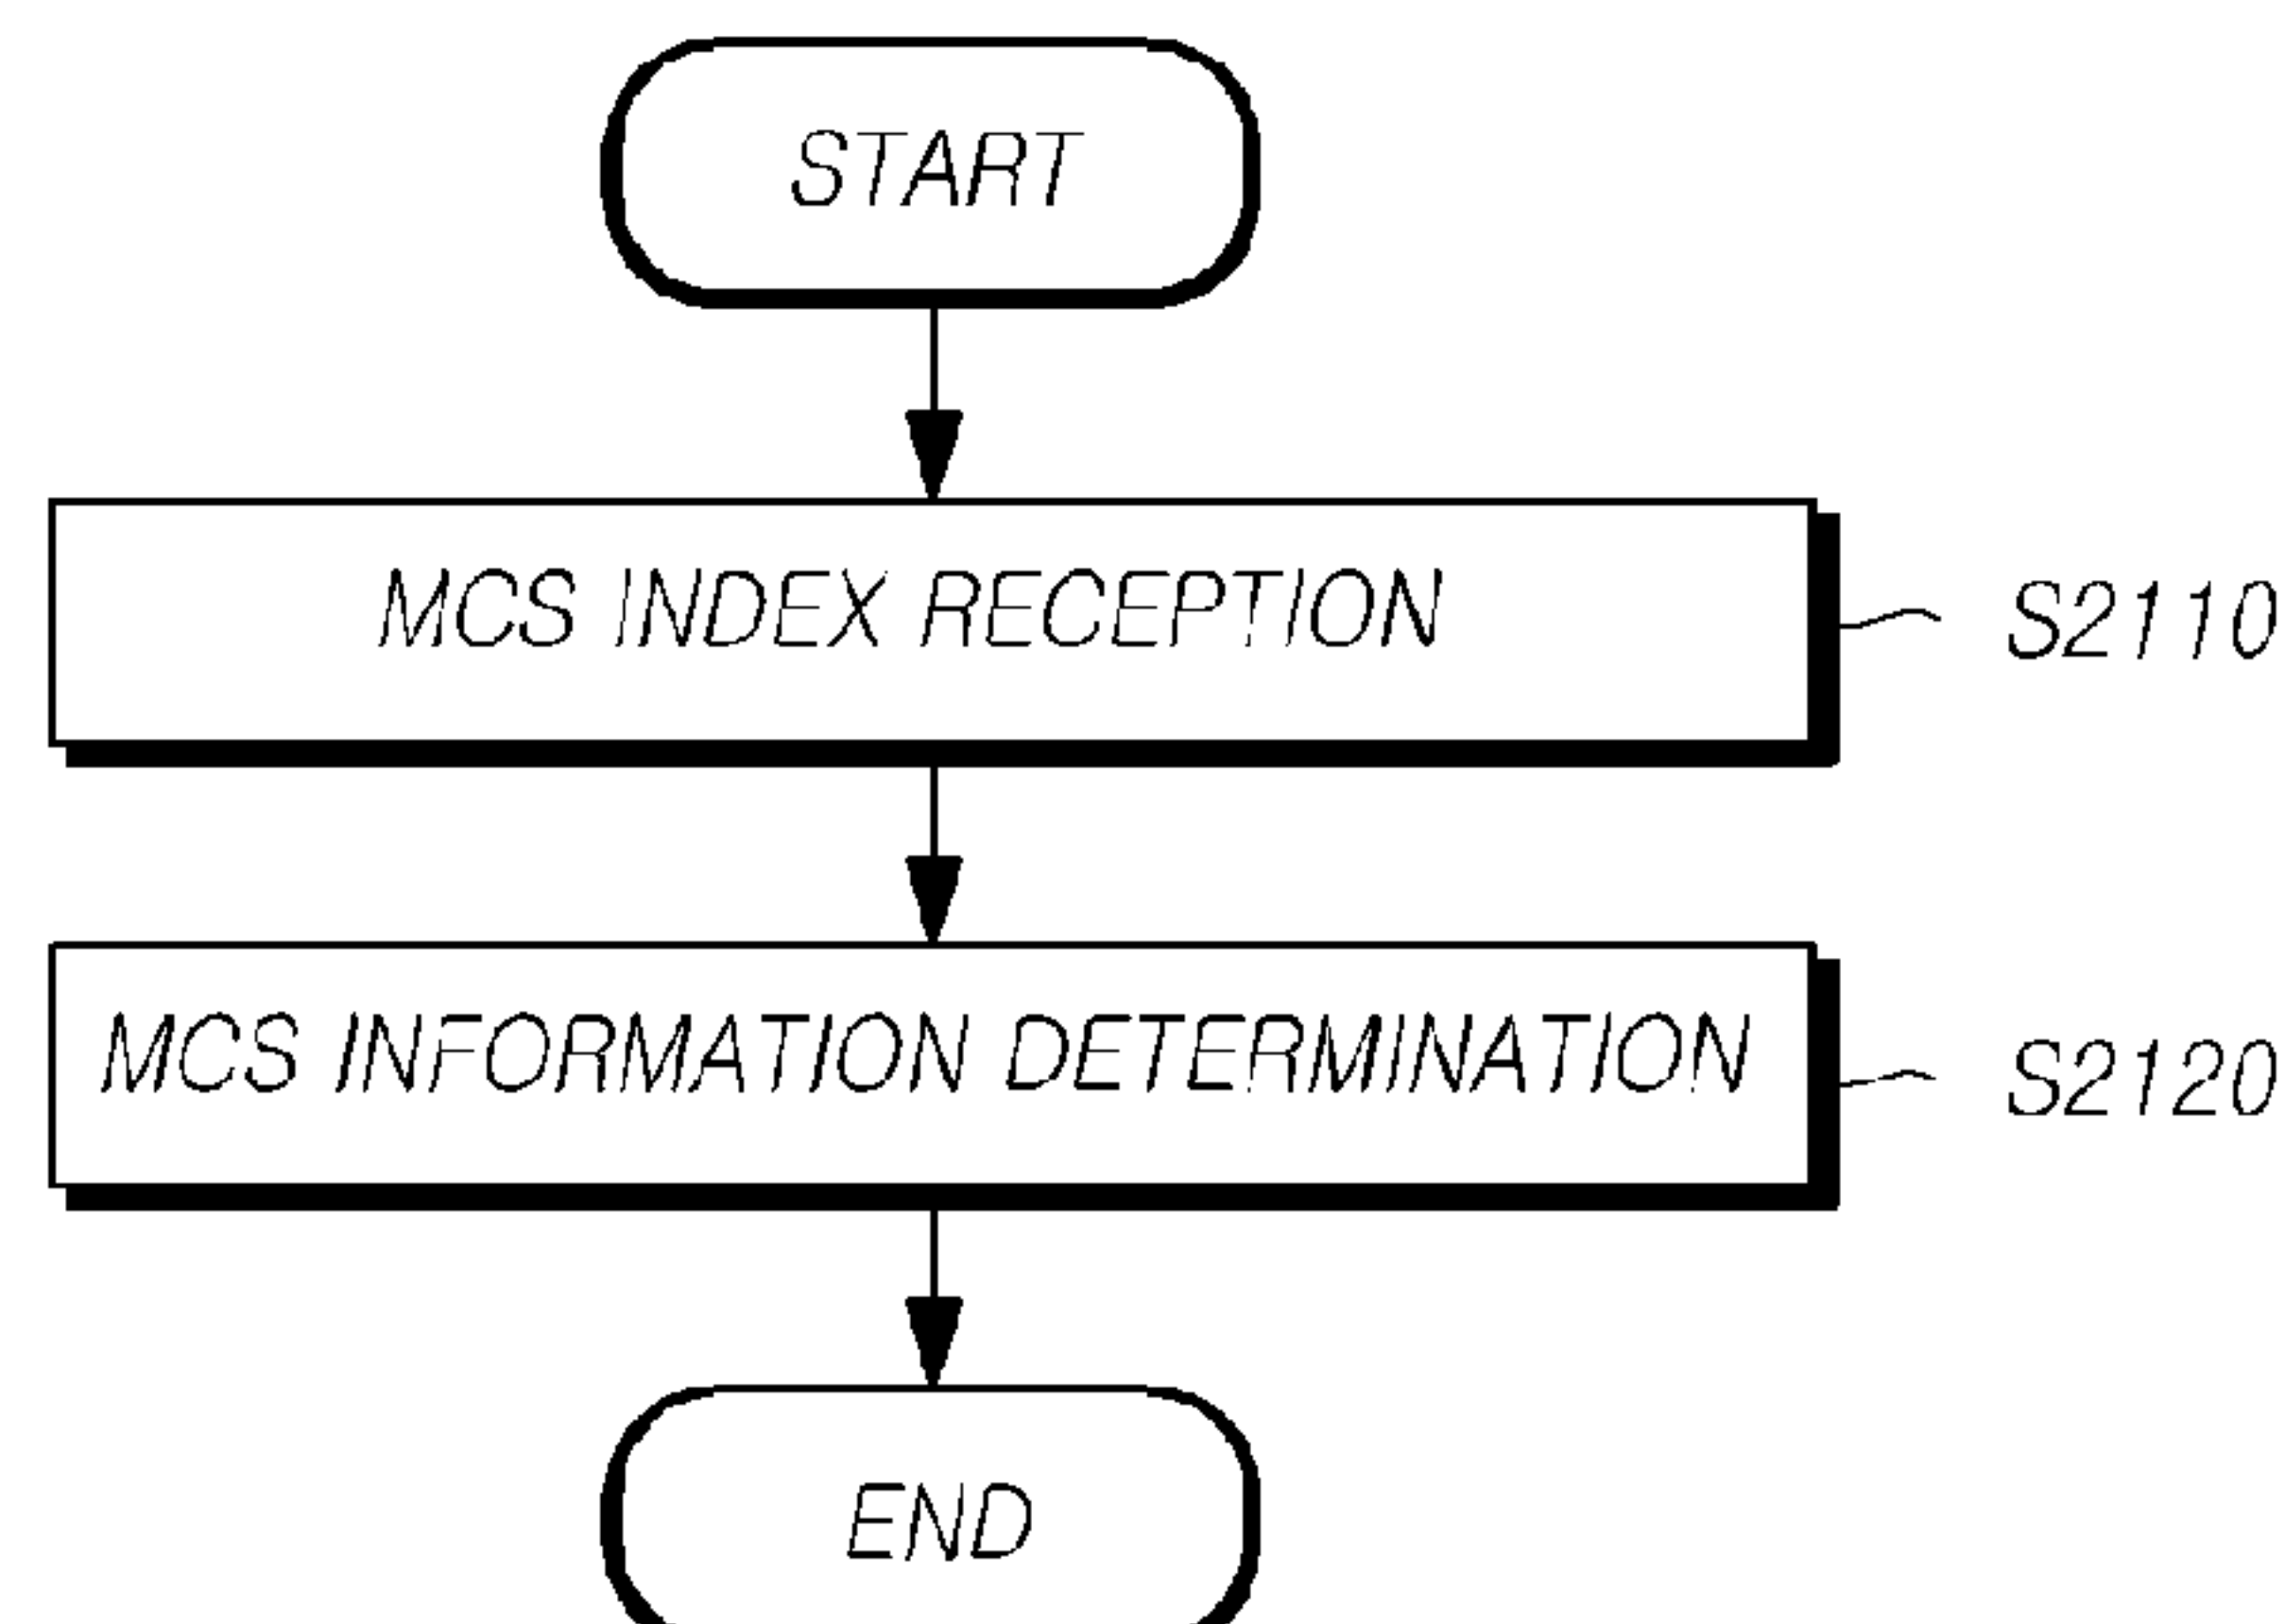 START
MCS INDEX RECEPTION
S2110
MCS INFORMATION DETERMINATION
S2120
END